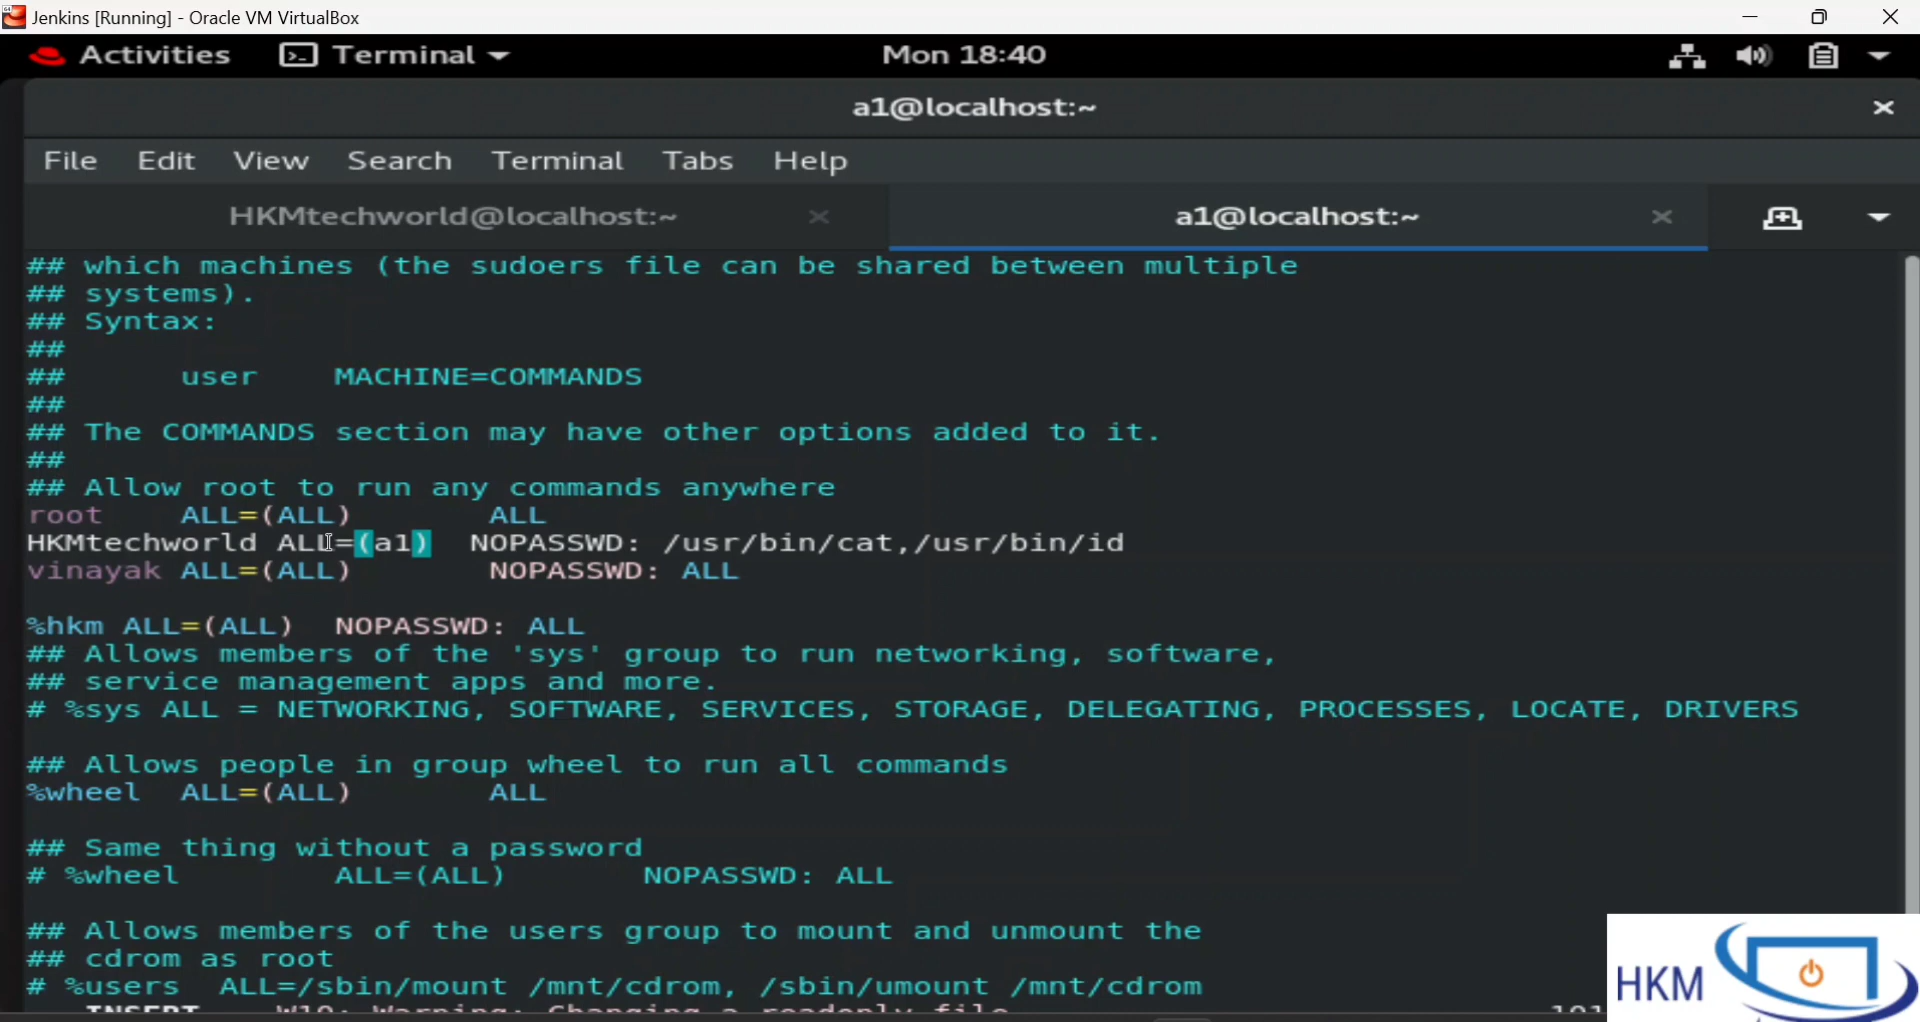 Jenkins [Running] - Oracle VM VirtualBox
Activities Terminal Mon 18:40
a1@localhost:~
File Edit View Search Terminal Tabs Help
HKMtechworld@localhost:~ a1@localhost:~
## which machines (the sudoers file can be shared between multiple
## systems).
## Syntax:
##
## user MACHINE=COMMANDS
##
## The COMMANDS section may have other options added to it.
##
## Allow root to run any commands anywhere
root ALL=(ALL) ALL
HKMtechworld ALL=(a1) NOPASSWD: /usr/bin/cat,/usr/bin/id
vinayak ALL=(ALL) NOPASSWD: ALL
%hkm ALL=(ALL) NOPASSWD: ALL
## Allows members of the 'sys' group to run networking, software,
## service management apps and more.
# %sys ALL = NETWORKING, SOFTWARE, SERVICES, STORAGE, DELEGATING, PROCESSES, LOCATE, DRIVERS
## Allows people in group wheel to run all commands
%wheel ALL=(ALL) ALL
## Same thing without a password
# %wheel ALL=(ALL) NOPASSWD: ALL
## Allows members of the users group to mount and unmount the
## cdrom as root
# %users ALL=/sbin/mount /mnt/cdrom, /sbin/umount /mnt/cdrom
INSERT W10: Warning: Changing a readonly file
HKM